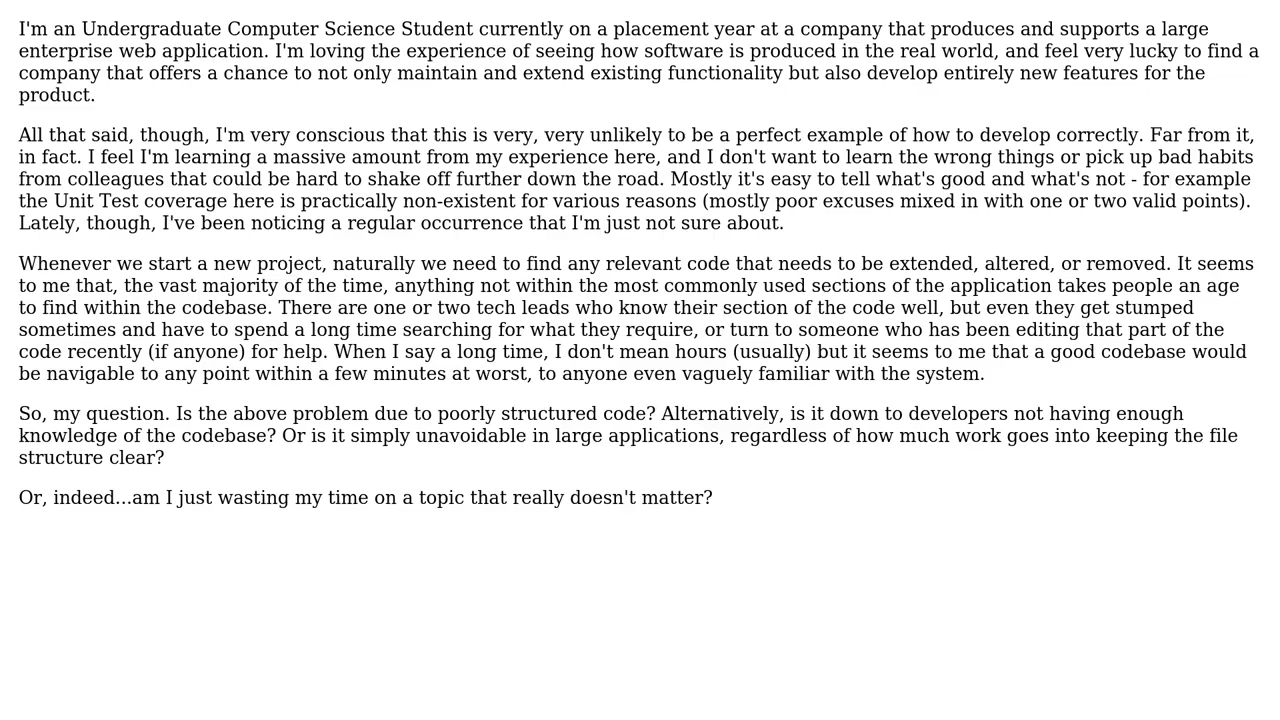 I'm an Undergraduate Computer Science Student currently on a placement year at a company that produces and supports a large
enterprise web application. I'm loving the experience of seeing how software is produced in the real world, and feel very lucky to find a
company that offers a chance to not only maintain and extend existing functionality but also develop entirely new features for the
product.
All that said, though, I'm very conscious that this is very, very unlikely to be a perfect example of how to develop correctly. Far from it,
in fact. I feel I'm learning a massive amount from my experience here, and I don't want to learn the wrong things or pick up bad habits
from colleagues that could be hard to shake off further down the road. Mostly it's easy to tell what's good and what's not - for example
the Unit Test coverage here is practically non-existent for various reasons (mostly poor excuses mixed in with one or two valid points).
Lately, though, I've been noticing a regular occurrence that I'm just not sure about.
Whenever we start a new project, naturally we need to find any relevant code that needs to be extended, altered, or removed. It seems
to me that, the vast majority of the time, anything not within the most commonly used sections of the application takes people an age
to find within the codebase. There are one or two tech leads who know their section of the code well, but even they get stumped
sometimes and have to spend a long time searching for what they require, or turn to someone who has been editing that part of the
code recently (if anyone) for help. When I say a long time, I don't mean hours (usually) but it seems to me that a good codebase would
be navigable to any point within a few minutes at worst, to anyone even vaguely familiar with the system.
So, my question. Is the above problem due to poorly structured code? Alternatively, is it down to developers not having enough
knowledge of the codebase? Or is it simply unavoidable in large applications, regardless of how much work goes into keeping the file
structure clear?
Or, indeed...am I just wasting my time on a topic that really doesn't matter?